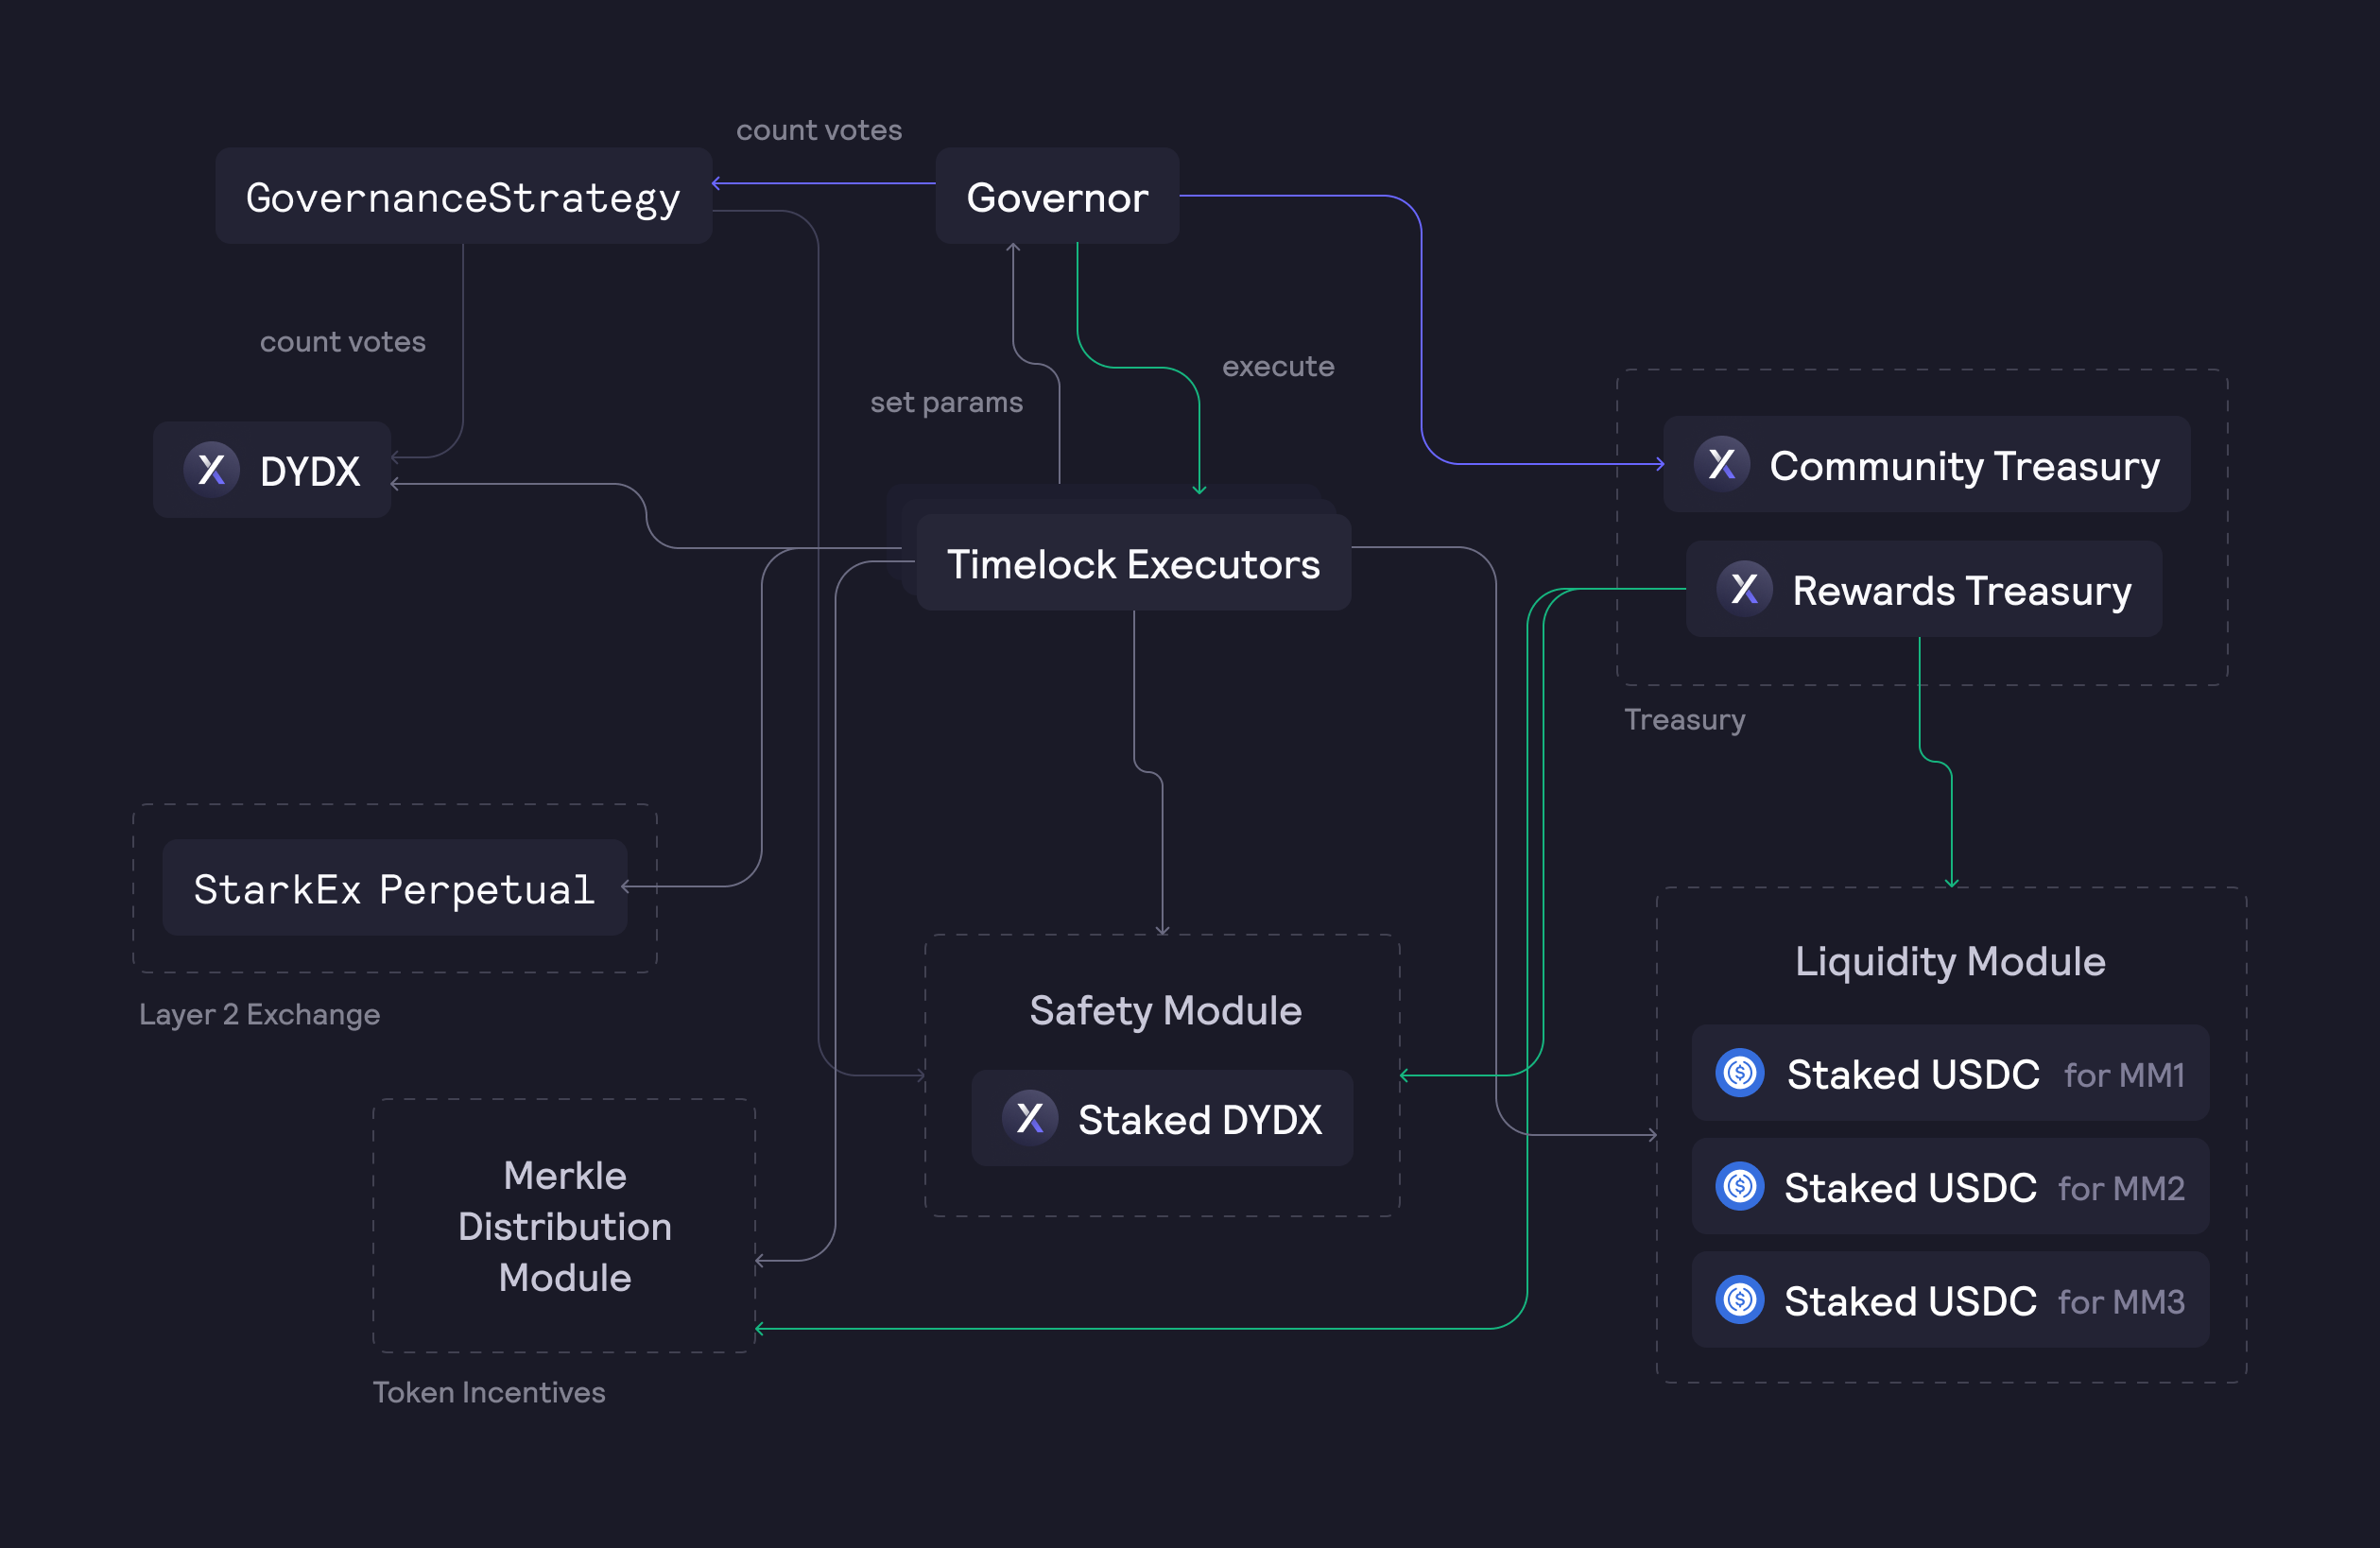 count votes
GovernanceStrategy
Governor
count votes
execute
set params
DYDX
Community Treasury
Timelock Executors
Rewards Treasury
Treasury
StarkEx Perpetual
Layer 2 Exchange
Liquidity Module
Safety Module
Staked USDC for MM1
Staked DYDX
Merkle
Distribution
Module
Staked USDC for MM2
Staked USDC for MM3
Token Incentives